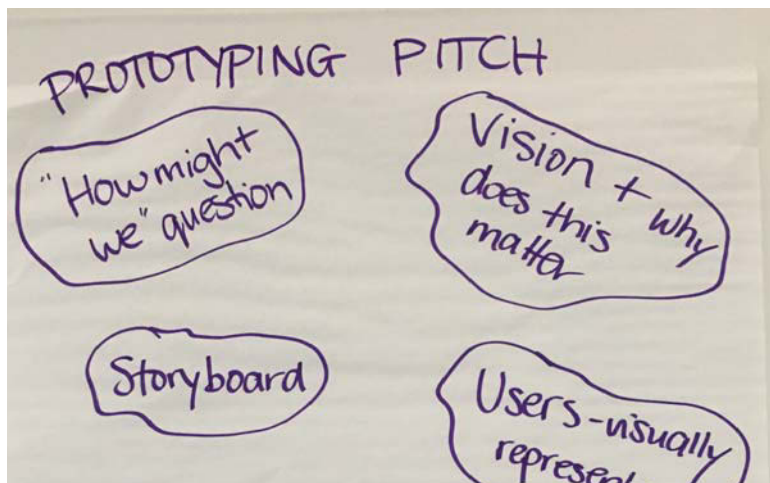 PROTOTYPING PITCH
"How might
we" question
Vision + why
does this
matter
Storyboard
Users-visually